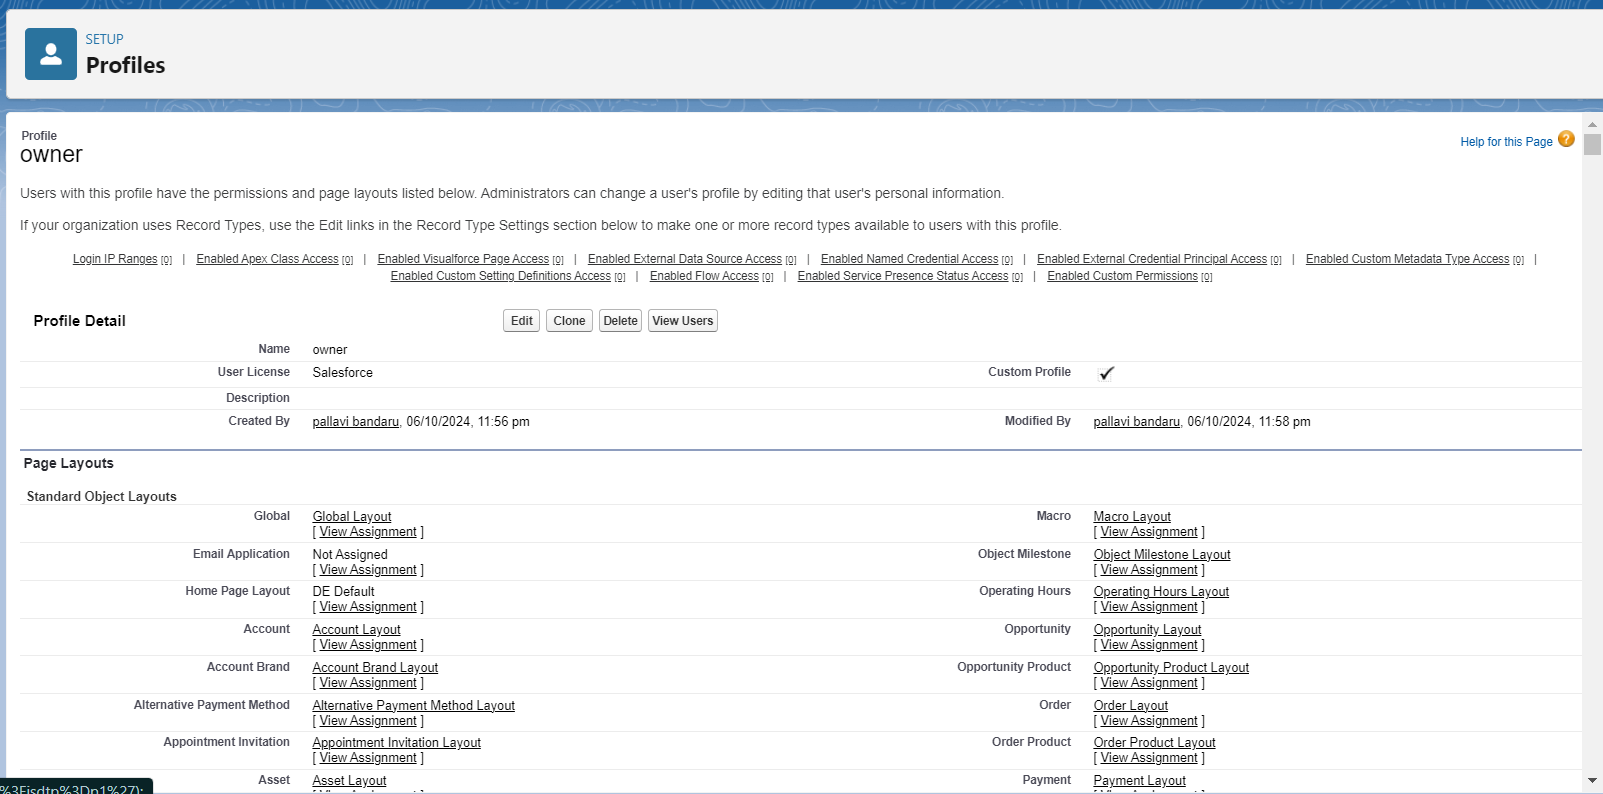 SETUP
Profiles
Profile
owner
Help for this Page ?
Users with this profile have the permissions and page layouts listed below. Administrators can change a user's profile by editing that user's personal information.
If your organization uses Record Types, use the Edit links in the Record Type Settings section below to make one or more record types available to users with this profile.
Login IP Ranges [0] | Enabled Apex Class Access [0] | Enabled Visualforce Page Access [0] | Enabled External Data Source Access [0] | Enabled Named Credential Access [0] | Enabled External Credential Principal Access [0] | Enabled Custom Metadata Type Access [0] |
Enabled Custom Setting Definitions Access [0] | Enabled Flow Access [0] | Enabled Service Presence Status Access [0] | Enabled Custom Permissions [0]
Profile Detail Edit Clone Delete View Users
Name owner
User License Salesforce Custom Profile
Description
Created By pallavi bandaru, 06/10/2024, 11:56 pm Modified By pallavi bandaru, 06/10/2024, 11:58 pm
Page Layouts
Standard Object Layouts
Global Global Layout Macro Macro Layout
[ View Assignment ] [ View Assignment ]
Email Application Not Assigned Object Milestone Object Milestone Layout
[ View Assignment ] [ View Assignment ]
Home Page Layout DE Default Operating Hours Operating Hours Layout
[ View Assignment ] [ View Assignment ]
Account Account Layout Opportunity Opportunity Layout
[ View Assignment ] [ View Assignment ]
Account Brand Account Brand Layout Opportunity Product Opportunity Product Layout
[ View Assignment ] [ View Assignment ]
Alternative Payment Method Alternative Payment Method Layout Order Order Layout
[ View Assignment ] [ View Assignment ]
Appointment Invitation Appointment Invitation Layout Order Product Order Product Layout
[ View Assignment ] [ View Assignment ]
Asset Asset Layout Payment Payment Layout